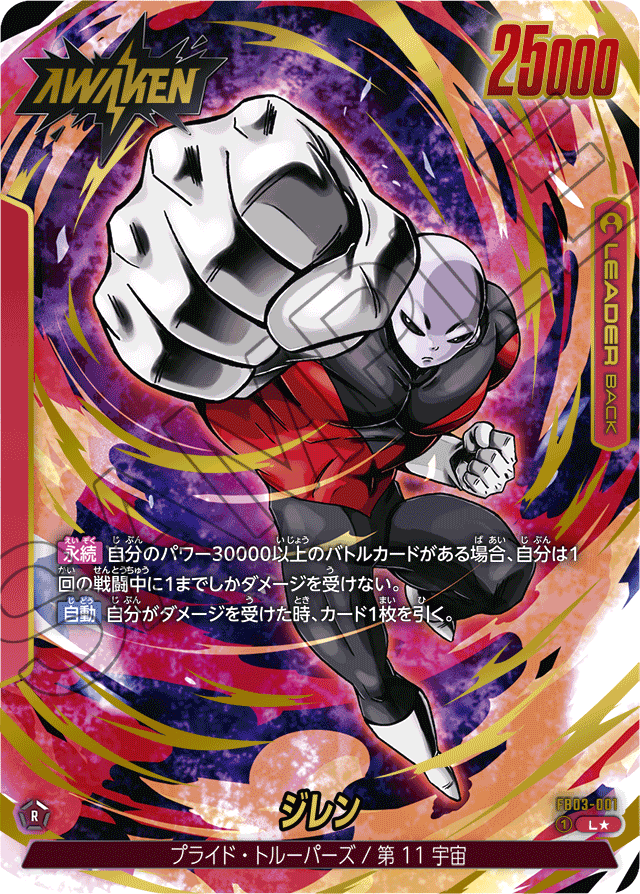 AWAKEN
25000
LEADER BACK
永続 自分のパワー30000以上のバトルカードがある場合、自分は1
回の戦闘中に1までしかダメージを受けない。
自動 自分がダメージを受けた時、カード1枚を引く。
SAMPLE
ジレン
FB03-001
R
1 L★
プライド・トルーパーズ / 第 11 宇宙